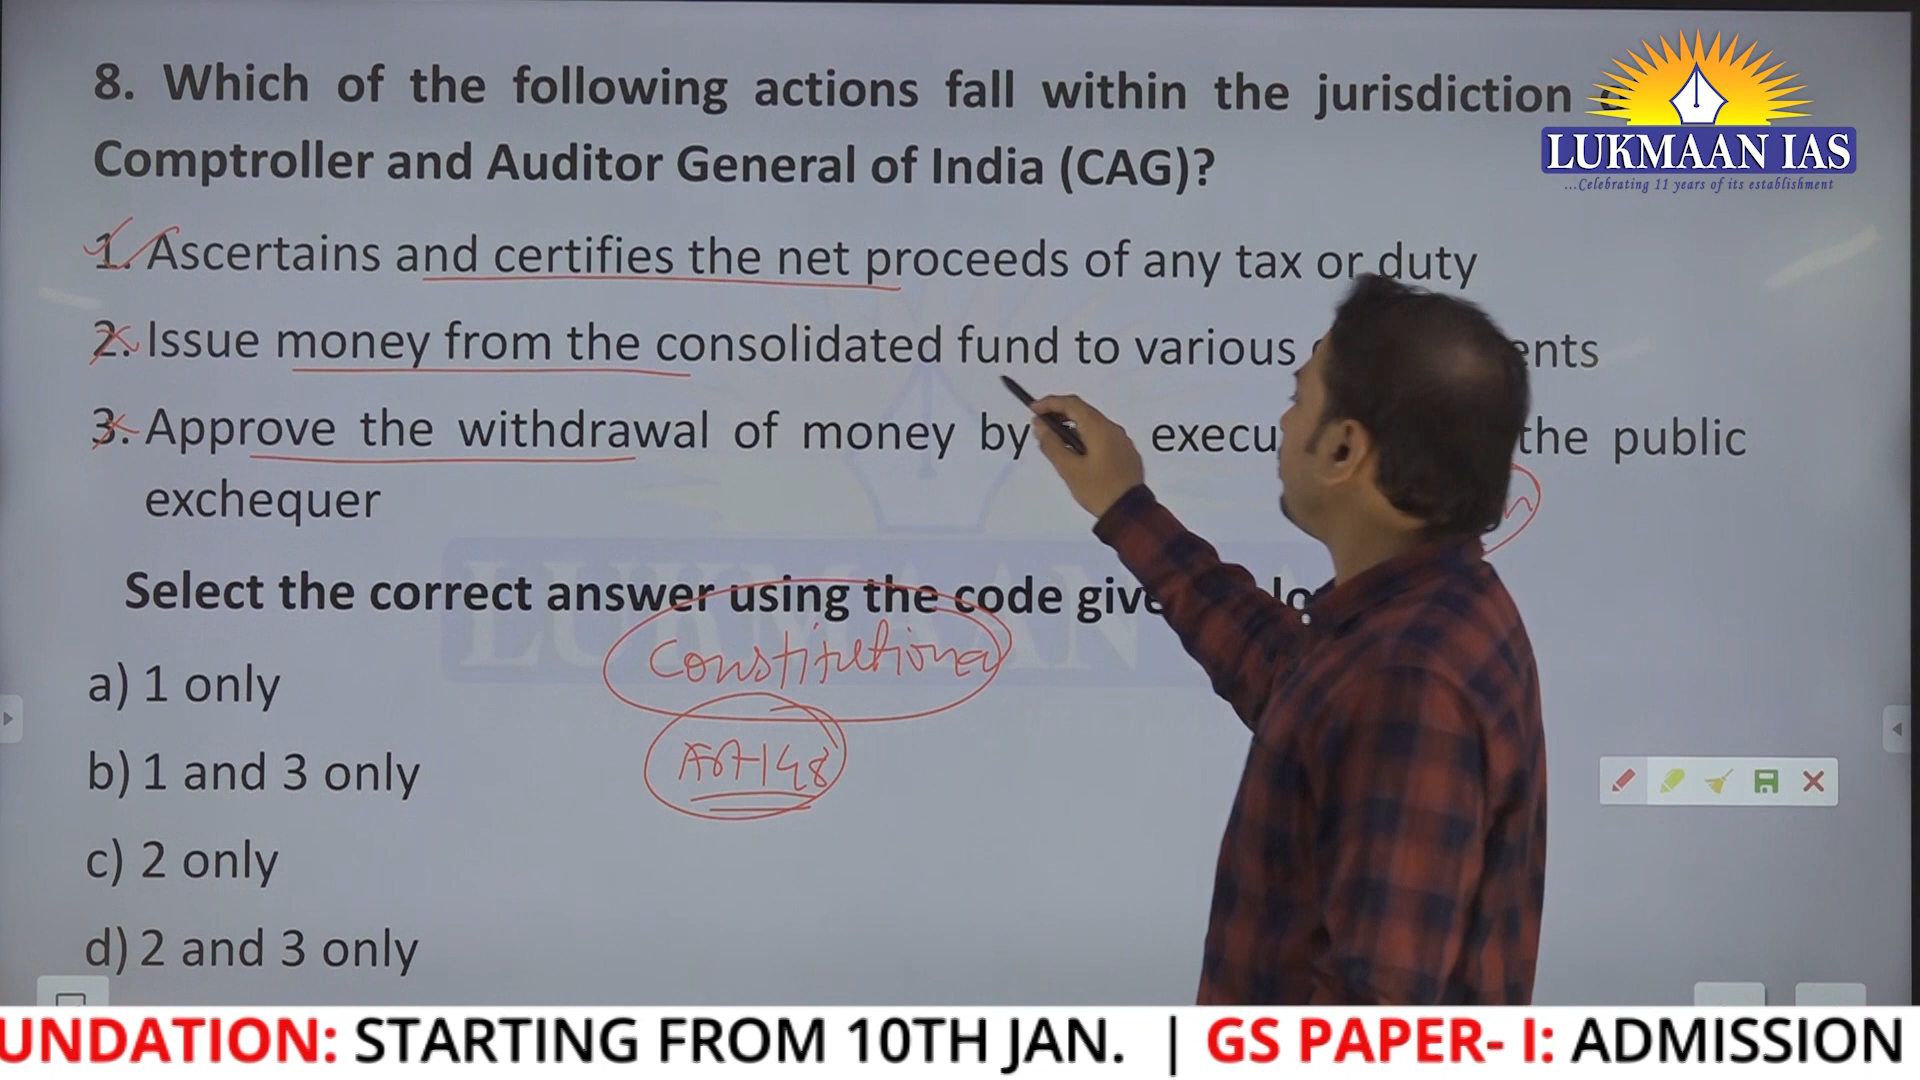 8. Which of the following actions fall within the jurisdiction
Comptroller and Auditor General of India (CAG)?
1. Ascertains and certifies the net proceeds of any tax or duty
2. Issue money from the consolidated fund to various
3. Approve the withdrawal of money by the public
exchequer
Select the correct answer using the code
a) 1 only
b) 1 and 3 only
c) 2 only
d) 2 and 3 only
Constitutional
Art 148
LUKMAAN IAS
...Celebrating 11 years of its establishment
LUKMAAN
UNDATION: STARTING FROM 10TH JAN. | GS PAPER- I: ADMISSION